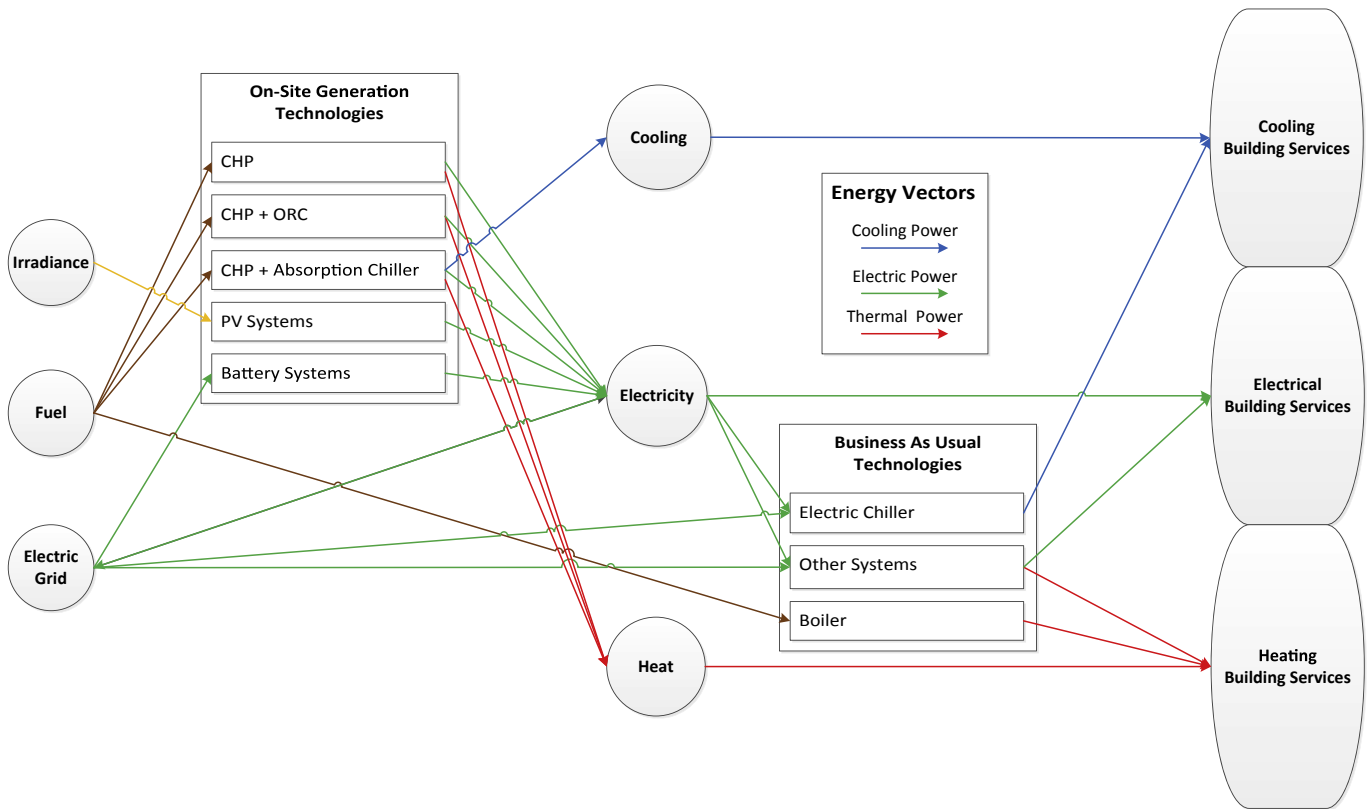 On-Site Generation
Technologies
CHP
CHP + ORC
CHP + Absorption Chiller
PV Systems
Battery Systems
Irradiance
Fuel
Electric
Grid
Cooling
Electricity
Heat
Energy Vectors
Cooling Power
Electric Power
Thermal Power
Business As Usual
Technologies
Electric Chiller
Other Systems
Boiler
Cooling
Building Services
Electrical
Building Services
Heating
Building Services